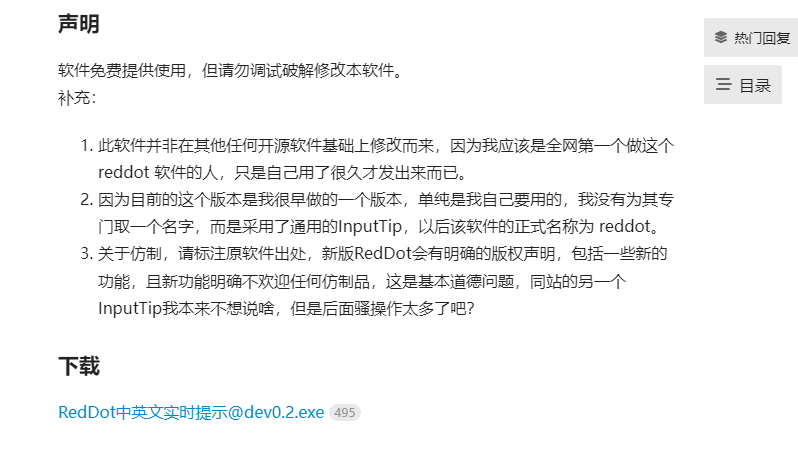 声明
热门回复
目录
软件免费提供使用，但请勿调试破解修改本软件。
补充：
1. 此软件并非在其他任何开源软件基础上修改而来，因为我应该是全网第一个做这个
reddot 软件的人，只是自己用了很久才发出来而已。
2. 因为目前的这个版本是我很早做的一个版本，单纯是我自己要用的，我没有为其专
门取一个名字，而是采用了通用的InputTip，以后该软件的正式名称为 reddot。
3. 关于仿制，请标注原软件出处，新版RedDot会有明确的版权声明，包括一些新的
功能，且新功能明确不欢迎任何仿制品，这是基本道德问题，同站的另一个
InputTip我本来不想说啥，但是后面骚操作太多了吧？
下载
RedDot中英文实时提示@dev0.2.exe 495